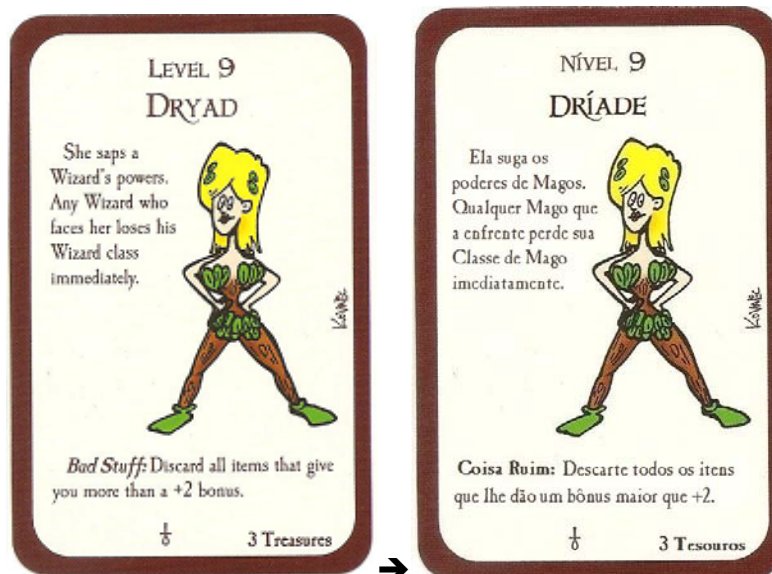 LEVEL 9
DRYAD
She saps a
Wizard's powers.
Any Wizard who
faces her loses his
Wizard class
immediately.
KOVALIC
Bad Stuff: Discard all items that give
you more than a +2 bonus.
3 Treasures
➔
NÍVEL 9
DRÍADE
Ela suga os
poderes de Magos.
Qualquer Mago que
a enfrente perde sua
Classe de Mago
imediatamente.
KOVALIC
Coisa Ruim: Descarte todos os itens
que lhe dão um bônus maior que +2.
3 Tesouros